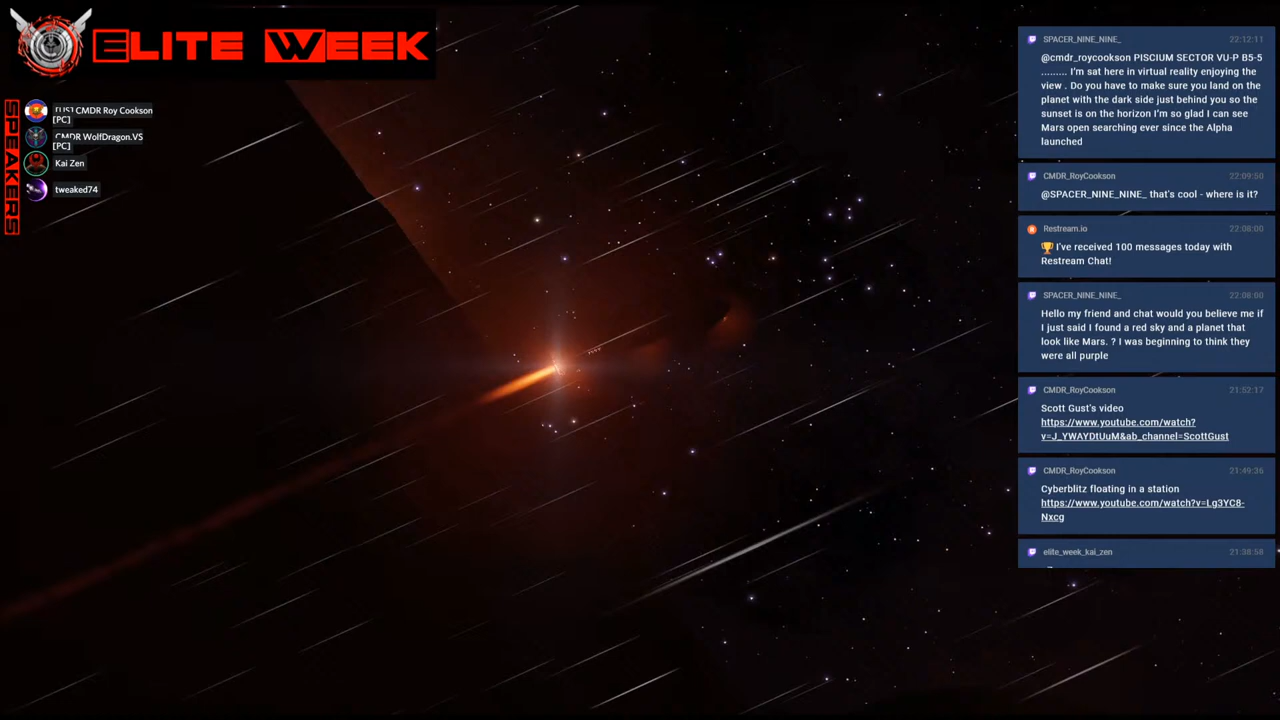 ELITE WEEK
SPEAKERS
[US] CMDR Roy Cookson
[PC]
CMDR WolfDragon.VS
[PC]
Kai Zen
tweaked74
SPACER_NINE_NINE_ 22:12:11
@cmdr_roycookson PISCIUM SECTOR VU-P B5-5
......... I'm sat here in virtual reality enjoying the
view . Do you have to make sure you land on the
planet with the dark side just behind you so the
sunset is on the horizon I'm so glad I can see
Mars open searching ever since the Alpha
launched
CMDR_RoyCookson 22:09:50
@SPACER_NINE_NINE_ that's cool - where is it?
Restream.io 22:08:00
🏆 I've received 100 messages today with
Restream Chat!
SPACER_NINE_NINE_ 22:08:00
Hello my friend and chat would you believe me if
I just said I found a red sky and a planet that
look like Mars. ? I was beginning to think they
were all purple
CMDR_RoyCookson 21:52:17
Scott Gust's video
https://www.youtube.com/watch?
v=J_YWAYDtUuM&ab_channel=ScottGust
CMDR_RoyCookson 21:49:36
Cyberblitz floating in a station
https://www.youtube.com/watch?v=Lg3YC8-
Nxcg
elite_week_kai_zen 21:38:58